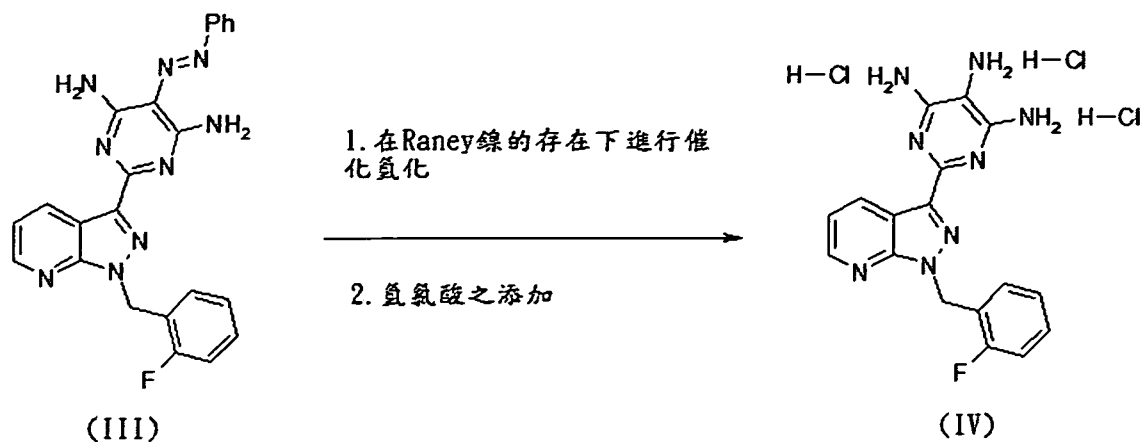 Ph
N=N
H₂N
NH₂
N
N
N
N
N
F
(III)
1.在Raney鎳的存在下進行催
化氫化
2.氫氯酸之添加
H-Cl
H₂N
NH₂
H-Cl
NH₂
H-Cl
N
N
N
N
N
F
(IV)